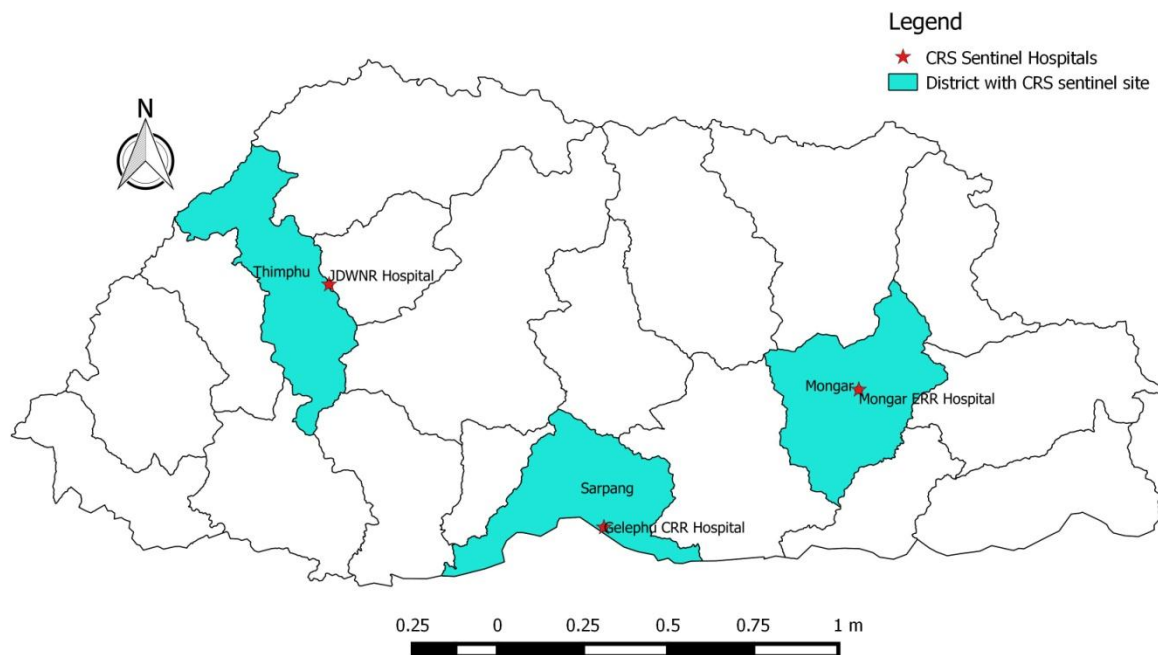 Legend
CRS Sentinel Hospitals
District with CRS sentinel site
N
Thimphu
JDWNR Hospital
Mongar
Mongar ERR Hospital
Sarpang
Gelephu CRR Hospital
0.25 0 0.25 0.5 0.75 1 m